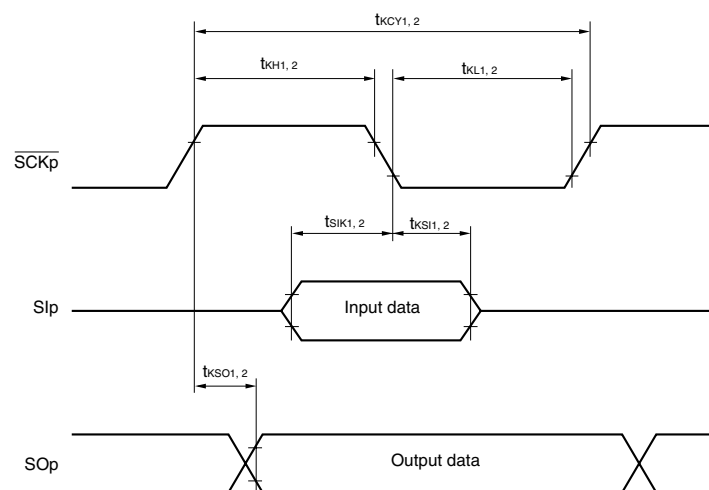 tKCY1, 2
tKH1, 2
tKL1, 2
SCKp
tSIK1, 2
tKSI1, 2
SIp
Input data
tKSO1, 2
SOp
Output data